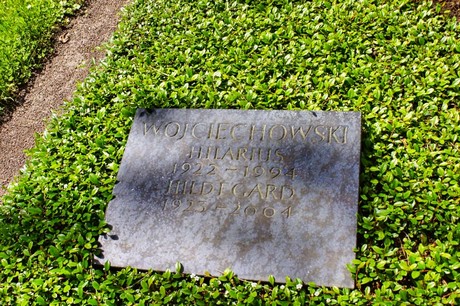 WOJCIECHOWSKI
HILARIUS
1922–1994
HILDEGARD
1923–2004